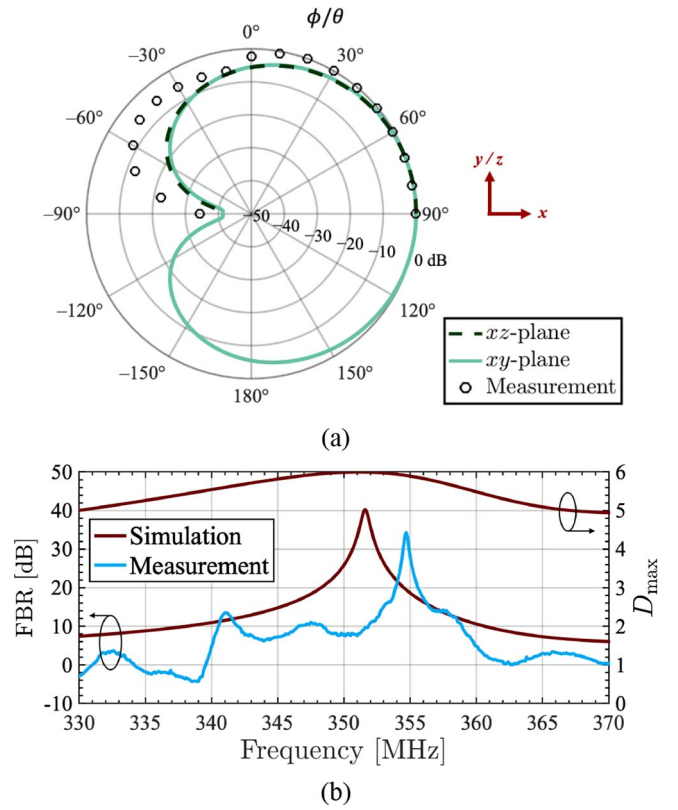 ϕ/θ
0°
−30° 30°
−60° 60°
y/z
x
−90° −50 −40 −30 −20 −10 0 dB 90°
−120° 120°
−150° 150°
180°
xz-plane
xy-plane
Measurement
(a)
FBR [dB]
50
40
30
20
10
0
-10
Simulation
Measurement
6
5
4
3
2
1
0
Dmax
330 335 340 345 350 355 360 365 370
Frequency [MHz]
(b)